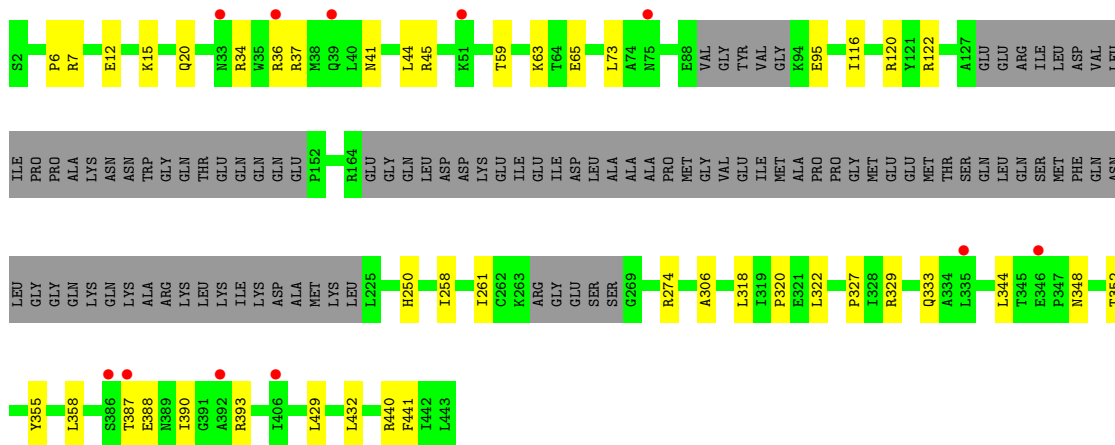 S2 P6 R7 E12 K15 Q20 N33 R34 W35 R36 R37 M38 Q39 L40 N41 L44 R45 K51 T59 K63 T64 E65 L73 A74 N75 E88 VAL GLY TYR VAL GLY K94 E95 I116 R120 Y121 R122 A127 GLU GLU ARG ILE LEU ASP VAL LEU
ILE PRO PRO ALA LYS ASN ASN TRP GLY GLN THR GLU GLN GLN GLN GLU P152 R164 GLU GLY GLN LEU ASP ASP LYS GLU ILE GLU ILE ASP LEU ALA ALA ALA PRO MET GLY VAL GLU ILE MET ALA PRO PRO GLY MET GLU GLU MET THR SER GLN LEU GLN SER MET PHE GLN ASN
LEU GLY GLY GLN LYS GLN LYS ALA ARG LYS LEU LYS ILE LYS ASP ALA MET LYS LEU L225 H250 I258 I261 C262 K263 ARG GLY GLU SER SER G269 R274 A306 L318 I319 P320 E321 L322 P327 I328 R329 Q333 A334 L335 L344 T345 E346 P347 N348 T352
Y355 L358 S386 T387 E388 N389 I390 G391 A392 R393 I406 L429 L432 R440 F441 I442 L443